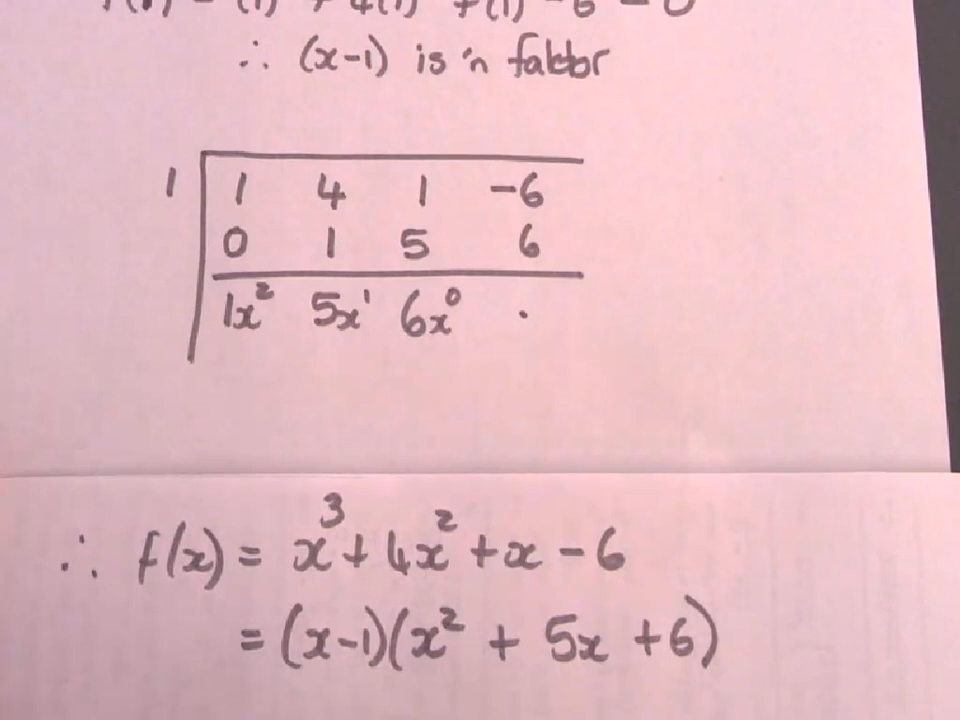 ∴ (x-1) is 'n faktor
1 | 1 4 1 -6
0 1 5 6
1x² 5x¹ 6x⁰ .
∴ f(x) = x³ + 4x² + x - 6
= (x-1)(x² + 5x + 6)